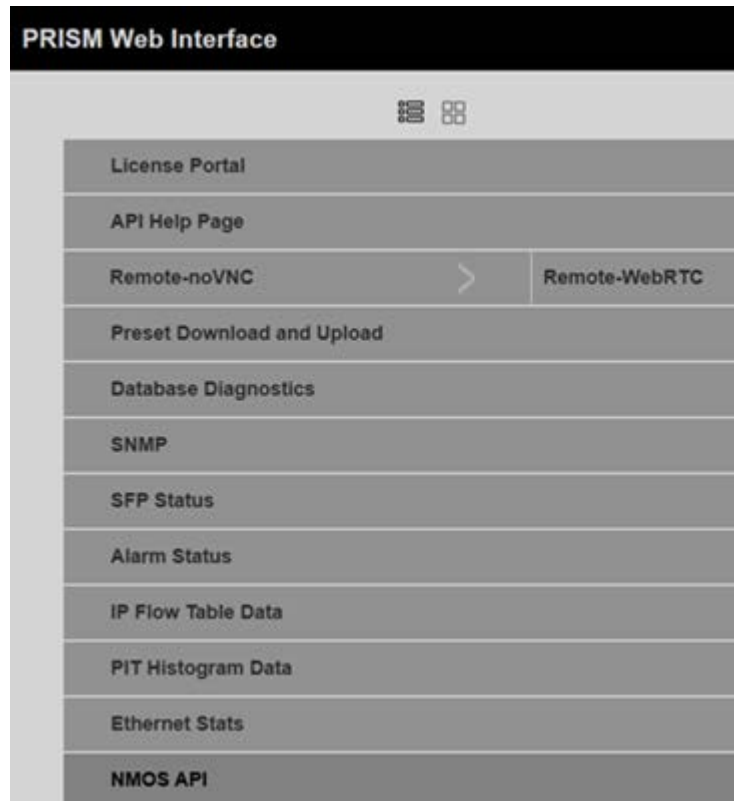 PRISM Web Interface
License Portal
API Help Page
Remote-noVNC
Remote-WebRTC
Preset Download and Upload
Database Diagnostics
SNMP
SFP Status
Alarm Status
IP Flow Table Data
PIT Histogram Data
Ethernet Stats
NMOS API